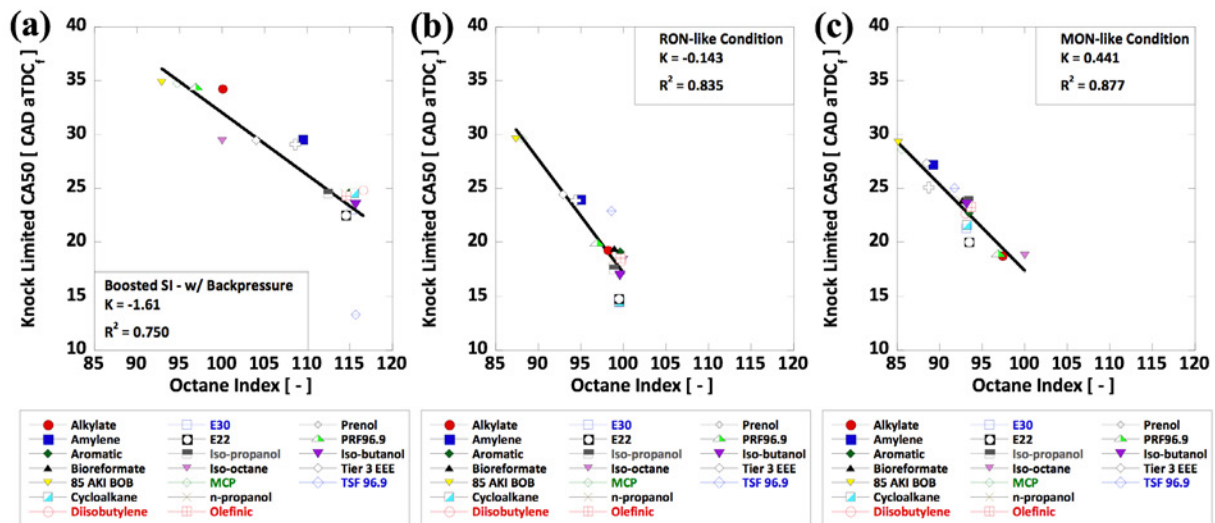 (a)
40
35
30
25
20
15
10
Knock Limited CA50 [ CAD aTDCf ]
Boosted SI - w/ Backpressure
K = -1.61
R2 = 0.750
85 90 95 100 105 110 115 120
Octane Index [ - ]
(b)
40
35
30
25
20
15
10
Knock Limited CA50 [ CAD aTDCf ]
RON-like Condition
K = -0.143
R2 = 0.835
85 90 95 100 105 110 115 120
Octane Index [ - ]
(c)
40
35
30
25
20
15
10
Knock Limited CA50 [ CAD aTDCf ]
MON-like Condition
K = 0.441
R2 = 0.877
85 90 95 100 105 110 115 120
Octane Index [ - ]
Alkylate E30 Prenol
Amylene E22 PRF96.9
Aromatic Iso-propanol Iso-butanol
Bioreformate Iso-octane Tier 3 EEE
85 AKI BOB MCP TSF 96.9
Cycloalkane n-propanol
Diisobutylene Olefinic
Alkylate E30 Prenol
Amylene E22 PRF96.9
Aromatic Iso-propanol Iso-butanol
Bioreformate Iso-octane Tier 3 EEE
85 AKI BOB MCP TSF 96.9
Cycloalkane n-propanol
Diisobutylene Olefinic
Alkylate E30 Prenol
Amylene E22 PRF96.9
Aromatic Iso-propanol Iso-butanol
Bioreformate Iso-octane Tier 3 EEE
85 AKI BOB MCP TSF 96.9
Cycloalkane n-propanol
Diisobutylene Olefinic